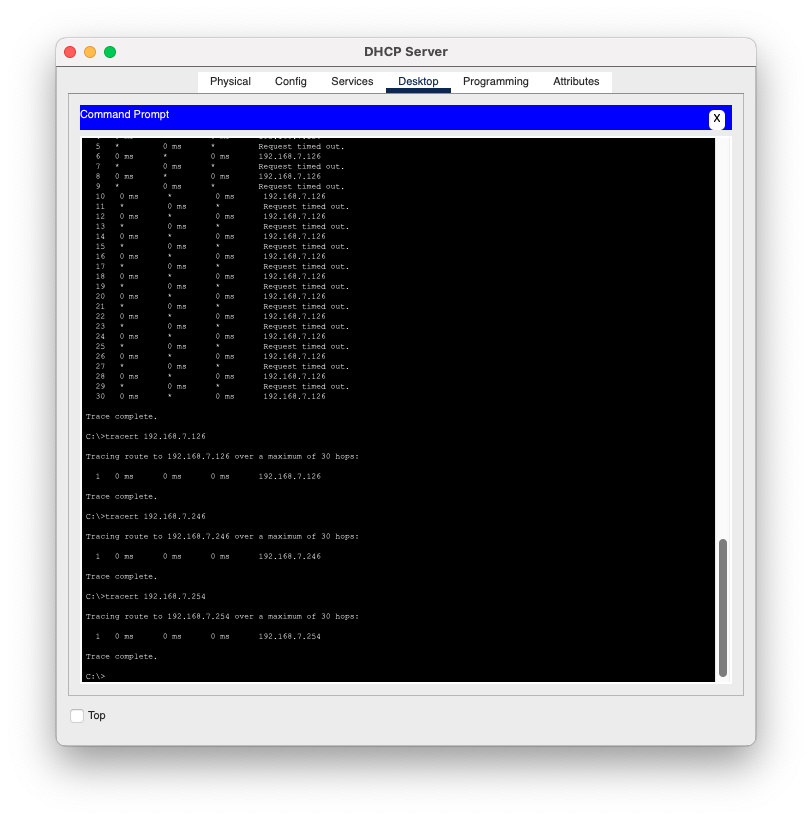 DHCP Server
Physical Config Services Desktop Programming Attributes
Command Prompt X
5 * 0 ms * Request timed out.
6 0 ms * 0 ms 192.168.7.126
7 * 0 ms * Request timed out.
8 0 ms * 0 ms 192.168.7.126
9 * 0 ms * Request timed out.
10 0 ms * 0 ms 192.168.7.126
11 * 0 ms * Request timed out.
12 0 ms * 0 ms 192.168.7.126
13 * 0 ms * Request timed out.
14 0 ms * 0 ms 192.168.7.126
15 * 0 ms * Request timed out.
16 0 ms * 0 ms 192.168.7.126
17 * 0 ms * Request timed out.
18 0 ms * 0 ms 192.168.7.126
19 * 0 ms * Request timed out.
20 0 ms * 0 ms 192.168.7.126
21 * 0 ms * Request timed out.
22 0 ms * 0 ms 192.168.7.126
23 * 0 ms * Request timed out.
24 0 ms * 0 ms 192.168.7.126
25 * 0 ms * Request timed out.
26 0 ms * 0 ms 192.168.7.126
27 * 0 ms * Request timed out.
28 0 ms * 0 ms 192.168.7.126
29 * 0 ms * Request timed out.
30 0 ms * 0 ms 192.168.7.126
Trace complete.
C:\>tracert 192.168.7.126
Tracing route to 192.168.7.126 over a maximum of 30 hops:
1 0 ms 0 ms 0 ms 192.168.7.126
Trace complete.
C:\>tracert 192.168.7.246
Tracing route to 192.168.7.246 over a maximum of 30 hops:
1 0 ms 0 ms 0 ms 192.168.7.246
Trace complete.
C:\>tracert 192.168.7.254
Tracing route to 192.168.7.254 over a maximum of 30 hops:
1 0 ms 0 ms 0 ms 192.168.7.254
Trace complete.
C:\>
Top